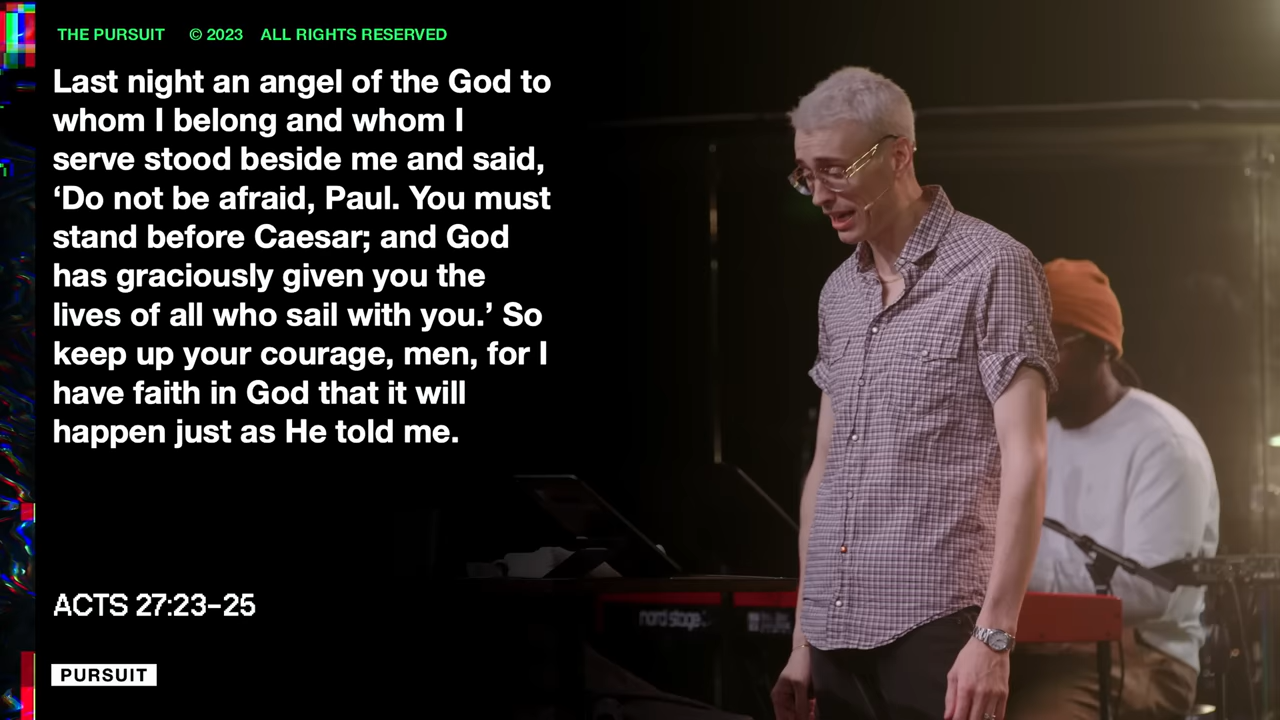 THE PURSUIT © 2023 ALL RIGHTS RESERVED
Last night an angel of the God to
whom I belong and whom I
serve stood beside me and said,
‘Do not be afraid, Paul. You must
stand before Caesar; and God
has graciously given you the
lives of all who sail with you.’ So
keep up your courage, men, for I
have faith in God that it will
happen just as He told me.
ACTS 27:23–25
PURSUIT
nord stage